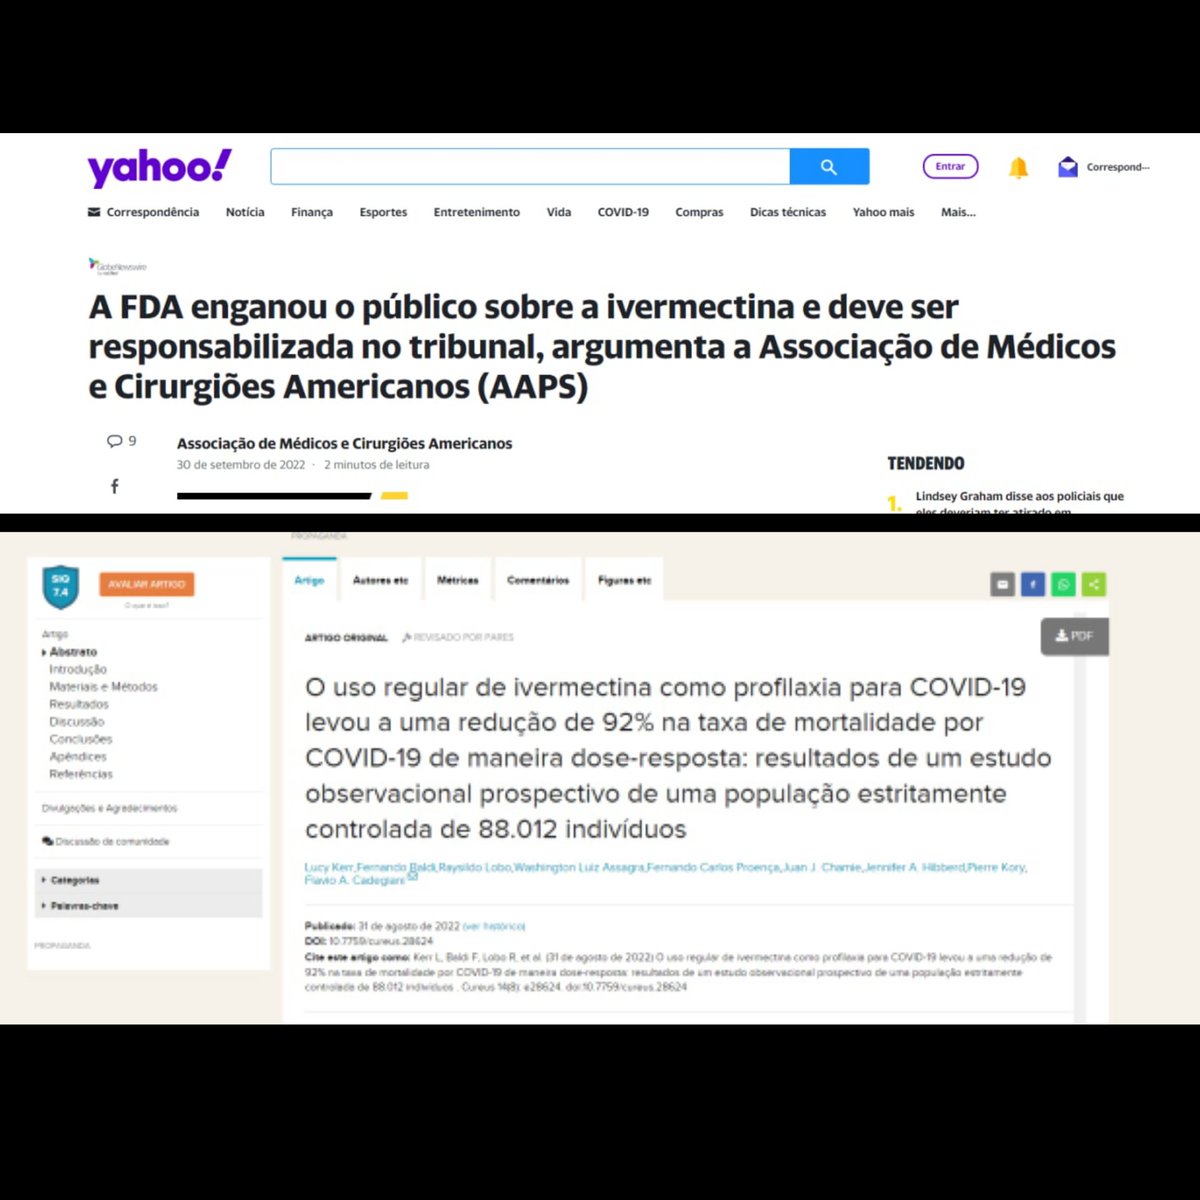 yahoo!
Entrar
Correspond...
Correspondência Notícia Finança Esportes Entretenimento Vida COVID-19 Compras Dicas técnicas Yahoo mais Mais...
GlobeNewswire
A FDA enganou o público sobre a ivermectina e deve ser
responsabilizada no tribunal, argumenta a Associação de Médicos
e Cirurgiões Americanos (AAPS)
9
Associação de Médicos e Cirurgiões Americanos
30 de setembro de 2022 · 2 minutos de leitura
TENDENDO
1. Lindsey Graham disse aos policiais que
eles deveriam ter atirado em
PROPAGANDA
SIQ
7.4
AVALIAR ARTIGO
O que é isso?
Artigo
Abstrato
Introdução
Materiais e Métodos
Resultados
Discussão
Conclusões
Apêndices
Referências
Divulgações e Agradecimentos
Discussão da comunidade
Categorias
Palavras-chave
PROPAGANDA
Artigo Autores etc Métricas Comentários Figuras etc
ARTIGO ORIGINAL REVISADO POR PARES
PDF
O uso regular de ivermectina como profilaxia para COVID-19
levou a uma redução de 92% na taxa de mortalidade por
COVID-19 de maneira dose-resposta: resultados de um estudo
observacional prospectivo de uma população estritamente
controlada de 88.012 indivíduos
Lucy Kerr,Fernando Baldi,Raysildo Lobo,Washington Luiz Assagra,Fernando Carlos Proença,Juan J. Chamie,Jennifer A. Hibberd,Pierre Kory,
Flavio A. Cadegiani
Publicado: 31 de agosto de 2022 (ver histórico)
DOI: 10.7759/cureus.28624
Cite este artigo como: Kerr L, Baldi F, Lobo R, et al. (31 de agosto de 2022) O uso regular de ivermectina como profilaxia para COVID-19 levou a uma redução de
92% na taxa de mortalidade por COVID-19 de maneira dose-resposta: resultados de um estudo observacional prospectivo de uma população estritamente
controlada de 88.012 indivíduos . Cureus 14(8): e28624. doi:10.7759/cureus.28624